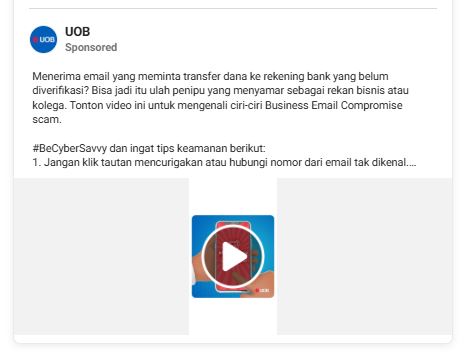 UOB
UOB
Sponsored
Menerima email yang meminta transfer dana ke rekening bank yang belum
diverifikasi? Bisa jadi itu ulah penipu yang menyamar sebagai rekan bisnis atau
kolega. Tonton video ini untuk mengenali ciri-ciri Business Email Compromise
scam.
#BeCyberSavvy dan ingat tips keamanan berikut:
1. Jangan klik tautan mencurigakan atau hubungi nomor dari email tak dikenal....
UOB